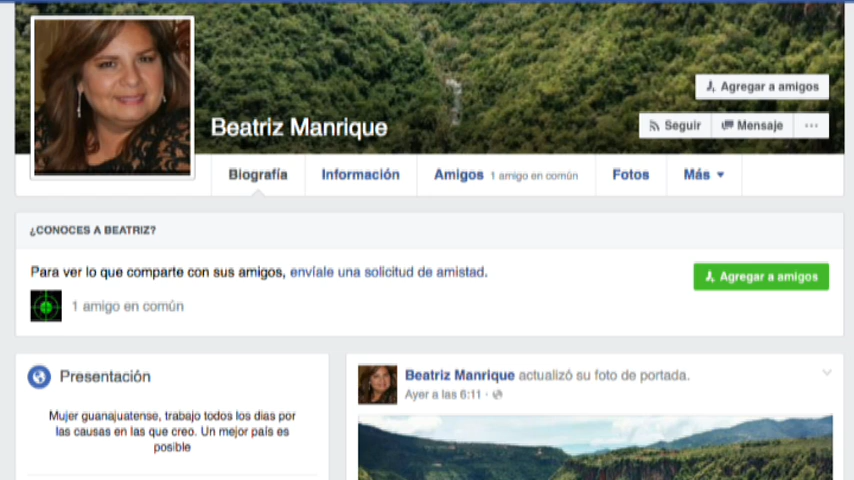 Agregar a amigos
Beatriz Manrique
Seguir Mensaje ...
Biografía Información Amigos 1 amigo en común Fotos Más
¿CONOCES A BEATRIZ?
Para ver lo que comparte con sus amigos, envíale una solicitud de amistad.
Agregar a amigos
1 amigo en común
Presentación
Mujer guanajuatense, trabajo todos los dias por
las causas en las que creo. Un mejor país es
posible
Beatriz Manrique actualizó su foto de portada.
Ayer a las 6:11 ·